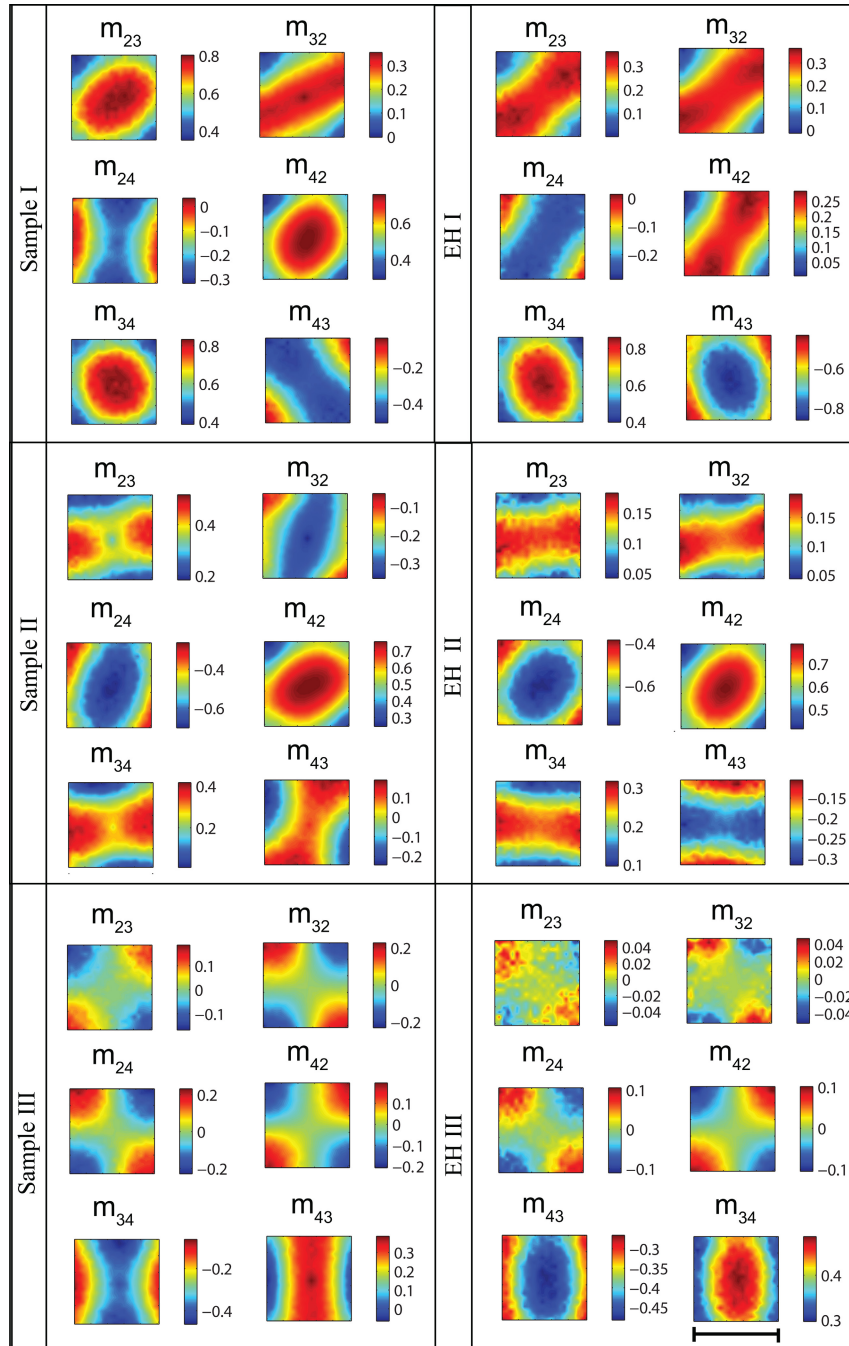 Sample I
m23 m32
0.8 0.6 0.4
0.3 0.2 0.1 0
m24 m42
0 −0.1 −0.2 −0.3
0.6 0.4
m34 m43
0.8 0.6 0.4
−0.2 −0.4
EH I
m23 m32
0.3 0.2 0.1
0.3 0.2 0.1 0
m24 m42
0 −0.1 −0.2
0.25 0.2 0.15 0.1 0.05
m34 m43
0.8 0.6 0.4
−0.6 −0.8
Sample II
m23 m32
0.4 0.2
−0.1 −0.2 −0.3
m24 m42
−0.4 −0.6
0.7 0.6 0.5 0.4 0.3
m34 m43
0.4 0.2
0.1 0 −0.1 −0.2
EH II
m23 m32
0.15 0.1 0.05
0.15 0.1 0.05
m24 m42
−0.4 −0.6
0.7 0.6 0.5
m34 m43
0.3 0.2 0.1
−0.15 −0.2 −0.25 −0.3
Sample III
m23 m32
0.1 0 −0.1
0.2 0 −0.2
m24 m42
0.2 0 −0.2
0.1 0 −0.1 −0.2
m34 m43
−0.2 −0.4
0.3 0.2 0.1 0
EH III
m23 m32
0.04 0.02 0 −0.02 −0.04
0.04 0.02 0 −0.02 −0.04
m24 m42
0.1 0 −0.1
0.1 0 −0.1
m43 m34
−0.3 −0.35 −0.4 −0.45
0.4 0.3